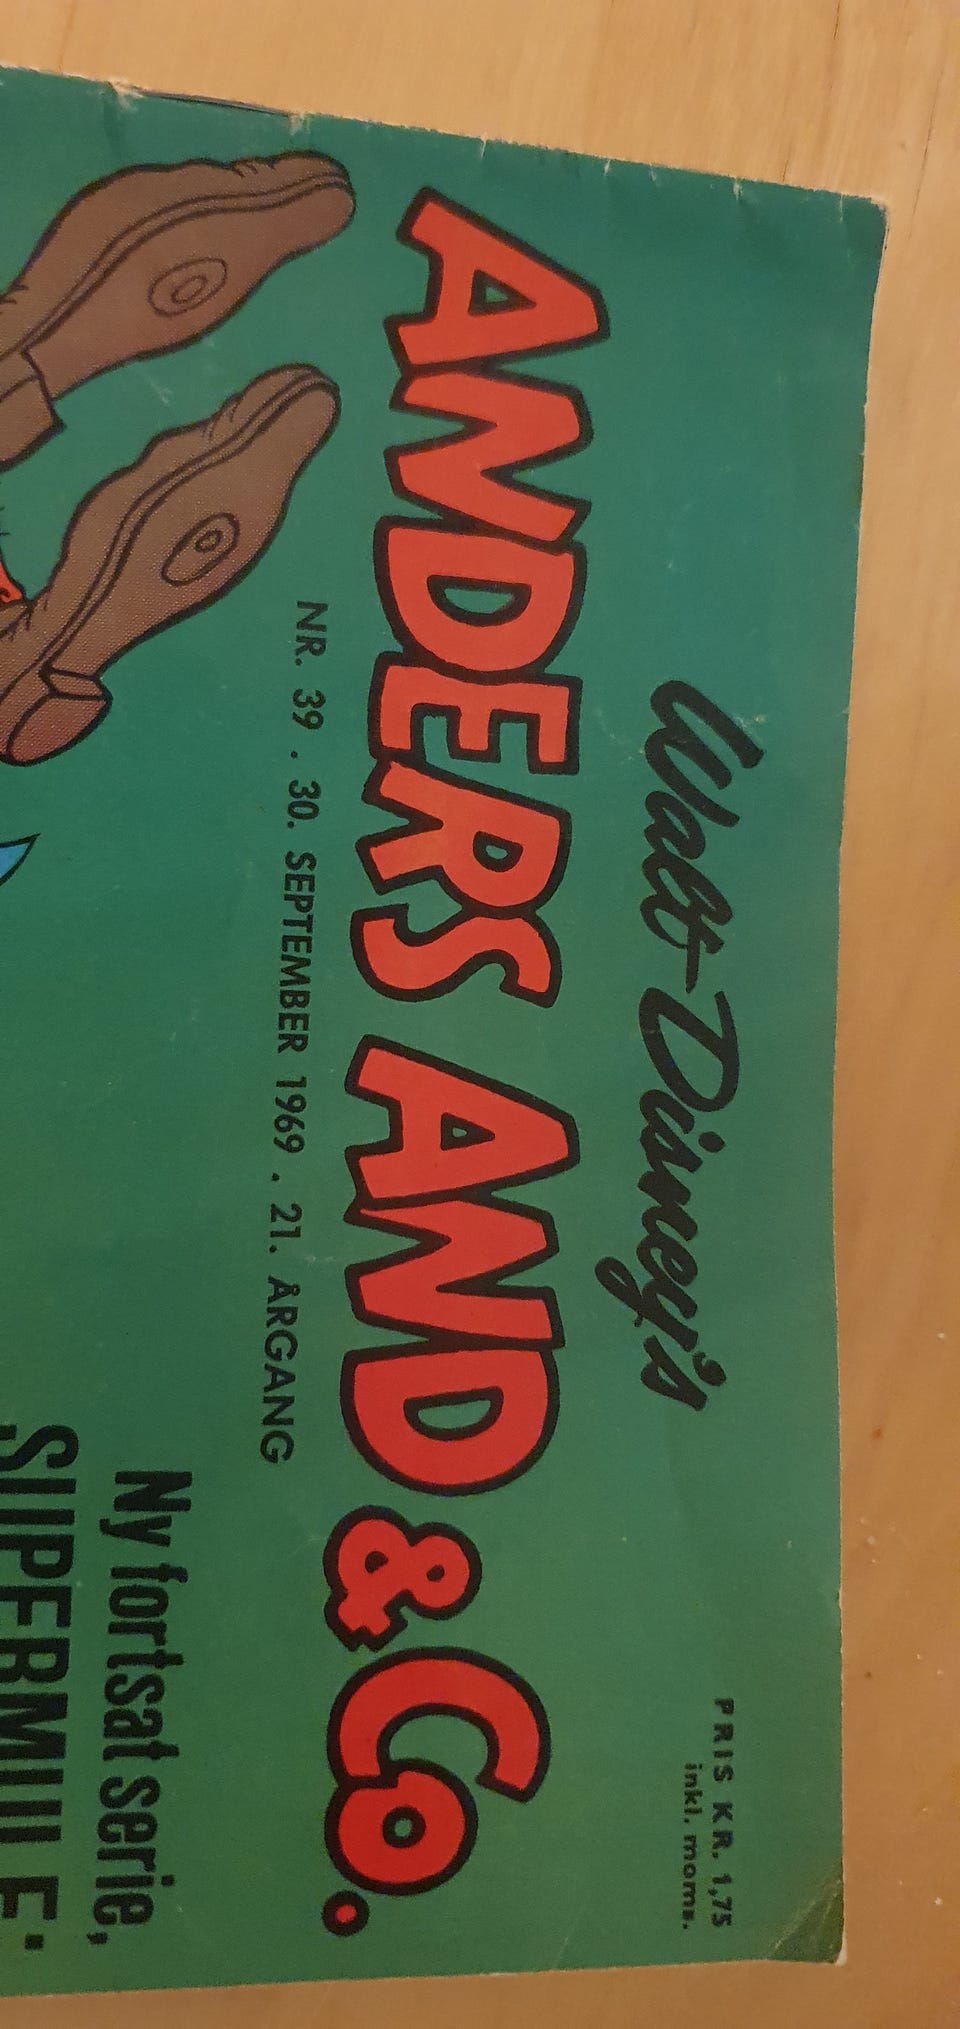 PRIS KR. 1,75
inkl. moms.
Walt Disney's
ANDERS AND & Co.
NR. 39 . 30. SEPTEMBER 1969 . 21. ÅRGANG
Ny fortsat serie,